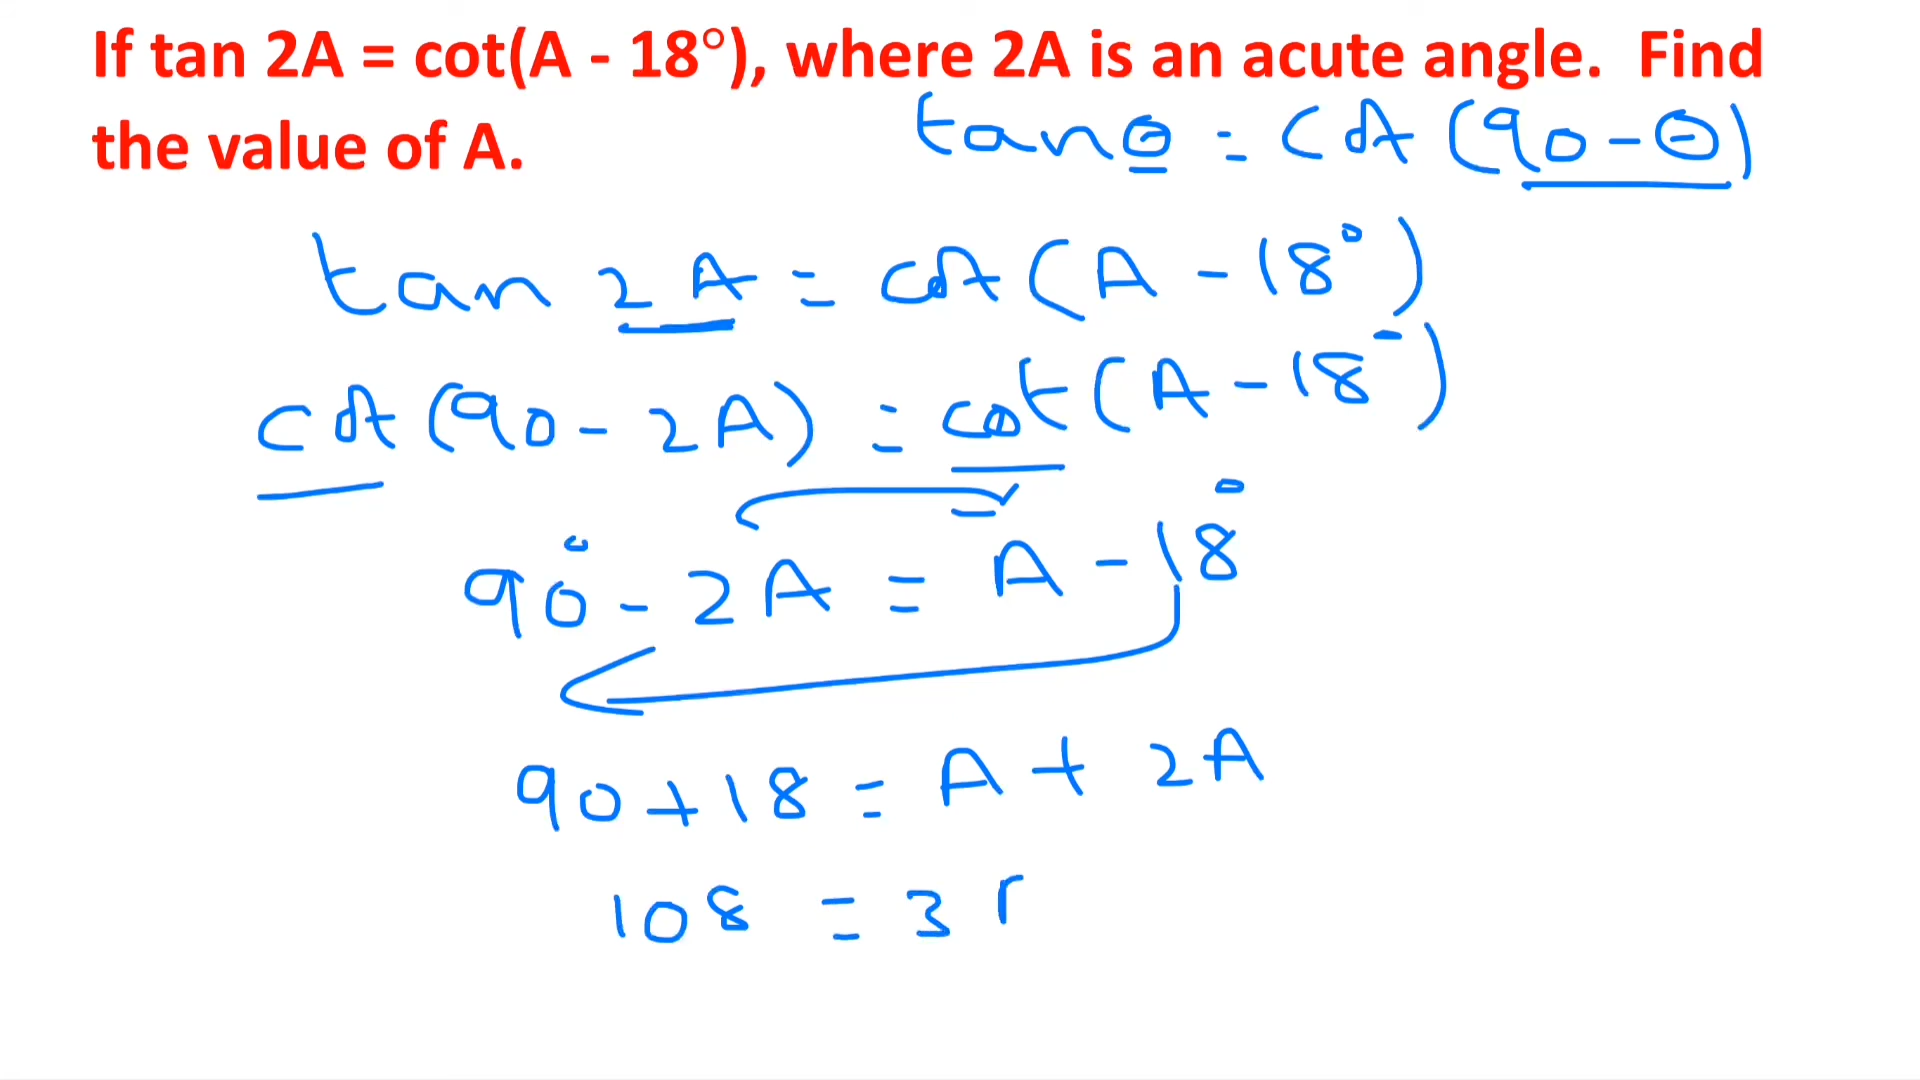 If tan 2A = cot(A - 18°), where 2A is an acute angle. Find
the value of A.
tanθ = cot(90-θ)
tan 2A = cot(A-18°)
cot(90-2A) = cot(A-18°)
90°-2A = A-18°
90+18 = A+2A
108 = 3